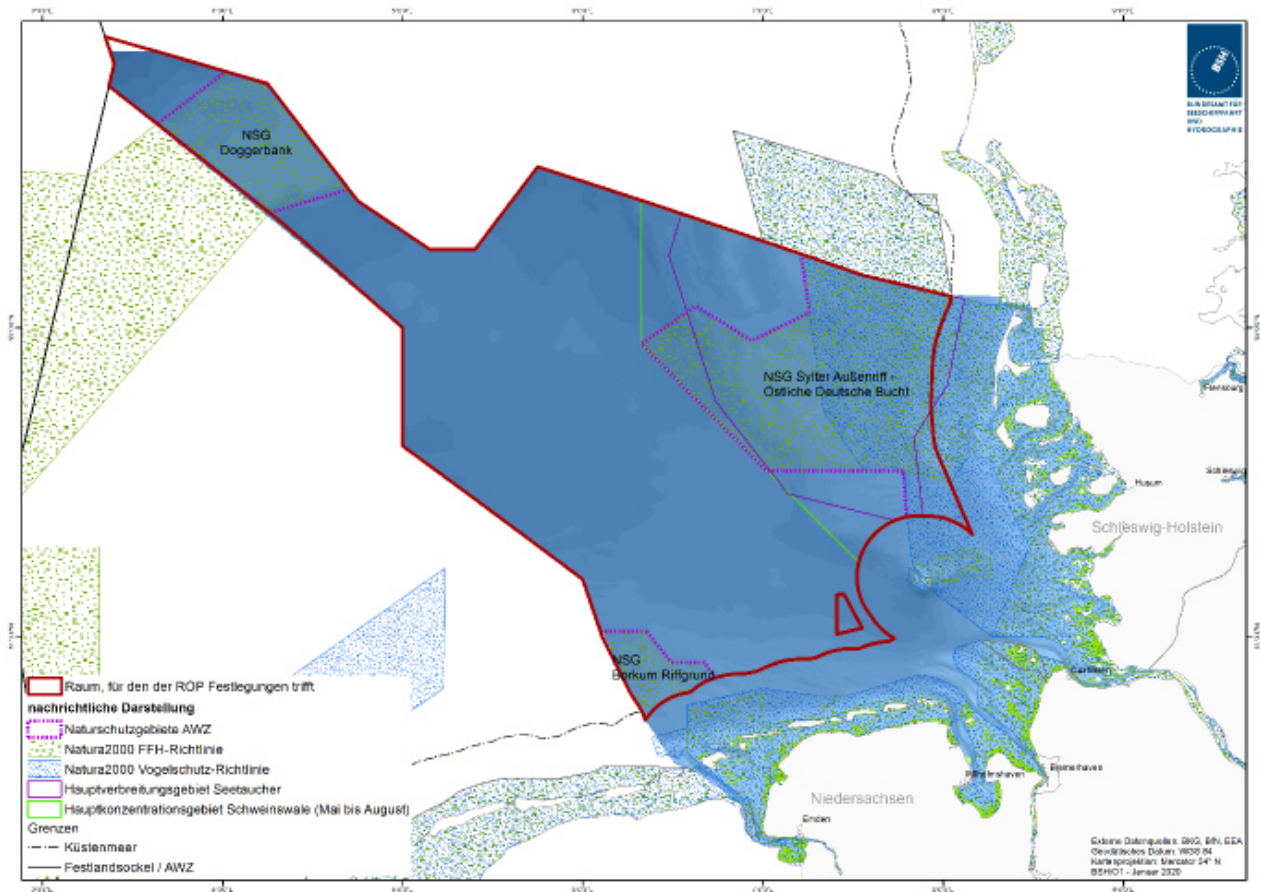 BSH
BUNDESAMT FÜR
SEESCHIFFFAHRT
UND
HYDROGRAPHIE
NSG
Doggerbank
NSG Sylter Außenriff -
Östliche Deutsche Bucht
Flensburg
Schleswig
Husum
Schleswig-Holstein
NSG
Borkum Riffgrund
Cuxhaven
Wilhelmshaven
Bremerhaven
Niedersachsen
Emden
Raum, für den der ROP Festlegungen trifft
nachrichtliche Darstellung
Naturschutzgebiete AWZ
Natura2000 FFH-Richtlinie
Natura2000 Vogelschutz-Richtlinie
Hauptverbreitungsgebiet Seetaucher
Hauptkonzentrationsgebiet Schweinswale (Mai bis August)
Grenzen
Küstenmeer
Festlandsockel / AWZ
Externe Datenquellen: BKG, BfN, EEA
Geodätisches Datum: WGS 84
Kartenprojektion: Mercator 54° N
BSH/O1 - Januar 2020